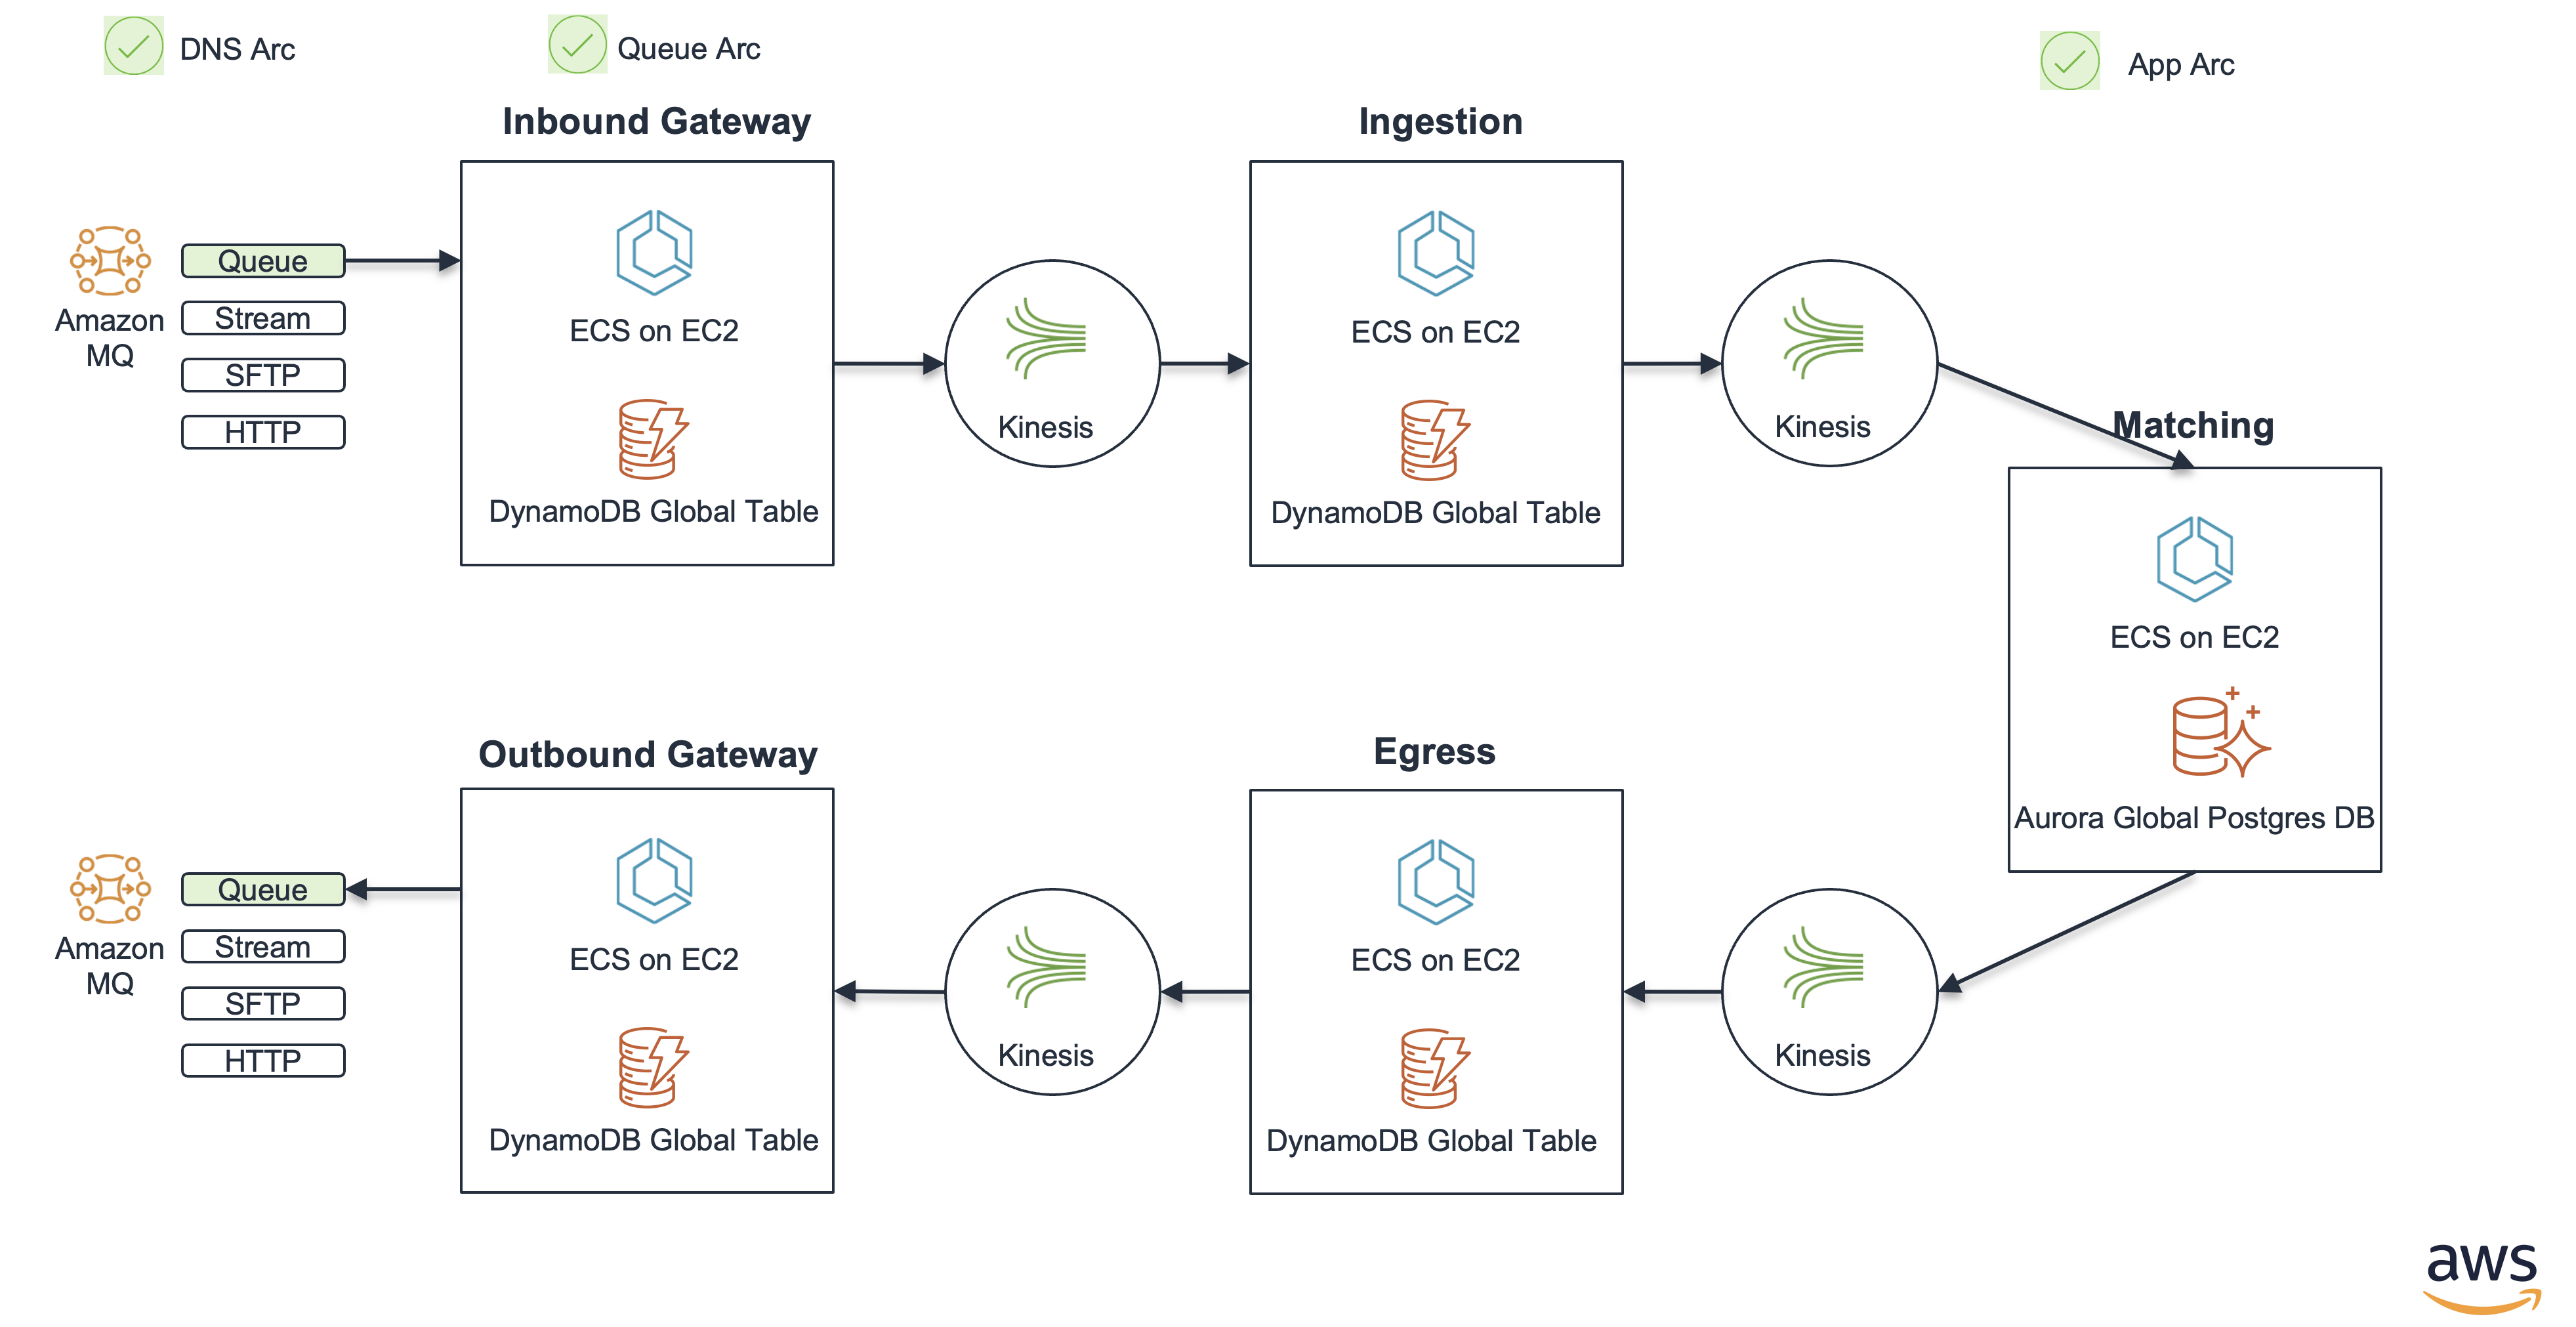 DNS Arc
Queue Arc
App Arc
Inbound Gateway
Ingestion
Amazon
MQ
Queue
Stream
SFTP
HTTP
ECS on EC2
DynamoDB Global Table
Kinesis
ECS on EC2
DynamoDB Global Table
Kinesis
Matching
ECS on EC2
Aurora Global Postgres DB
Outbound Gateway
Egress
Amazon
MQ
Queue
Stream
SFTP
HTTP
ECS on EC2
DynamoDB Global Table
Kinesis
ECS on EC2
DynamoDB Global Table
Kinesis
aws